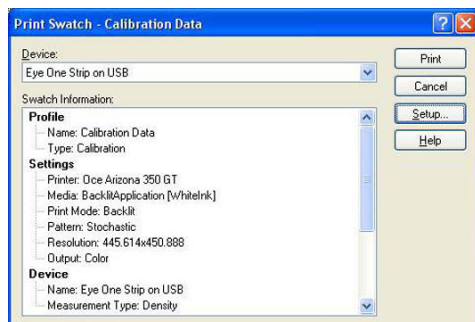 Print Swatch - Calibration Data
Device:
Eye One Strip on USB
Swatch Information:
Profile
Name: Calibration Data
Type: Calibration
Settings
Printer: Oce Arizona 350 GT
Media: BacklitApplication [WhiteInk]
Print Mode: Backlit
Pattern: Stochastic
Resolution: 445.614x450.888
Output: Color
Device
Name: Eye One Strip on USB
Measurement Type: Density
Print
Cancel
Setup...
Help